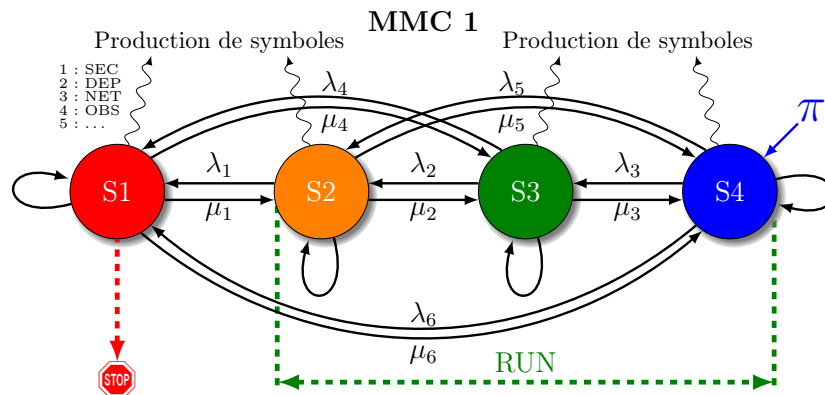 MMC 1
Production de symboles
Production de symboles
1 : SEC
2 : DEP
3 : NET
4 : OBS
5 : ...
λ4
μ4
λ5
μ5
π
S1
λ1
μ1
S2
λ2
μ2
S3
λ3
μ3
S4
λ6
μ6
RUN
STOP